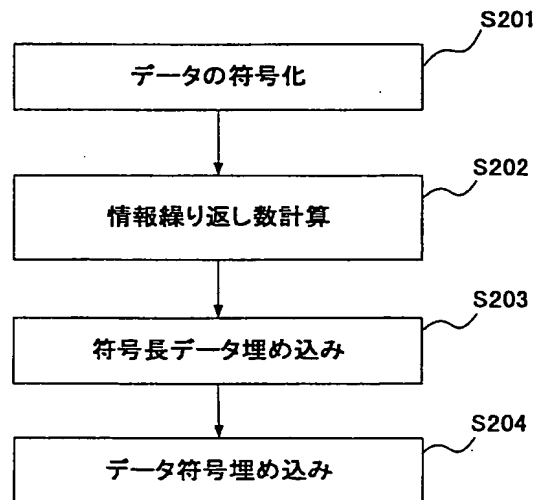 S201
データの符号化
S202
情報繰り返し数計算
S203
符号長データ埋め込み
S204
データ符号埋め込み